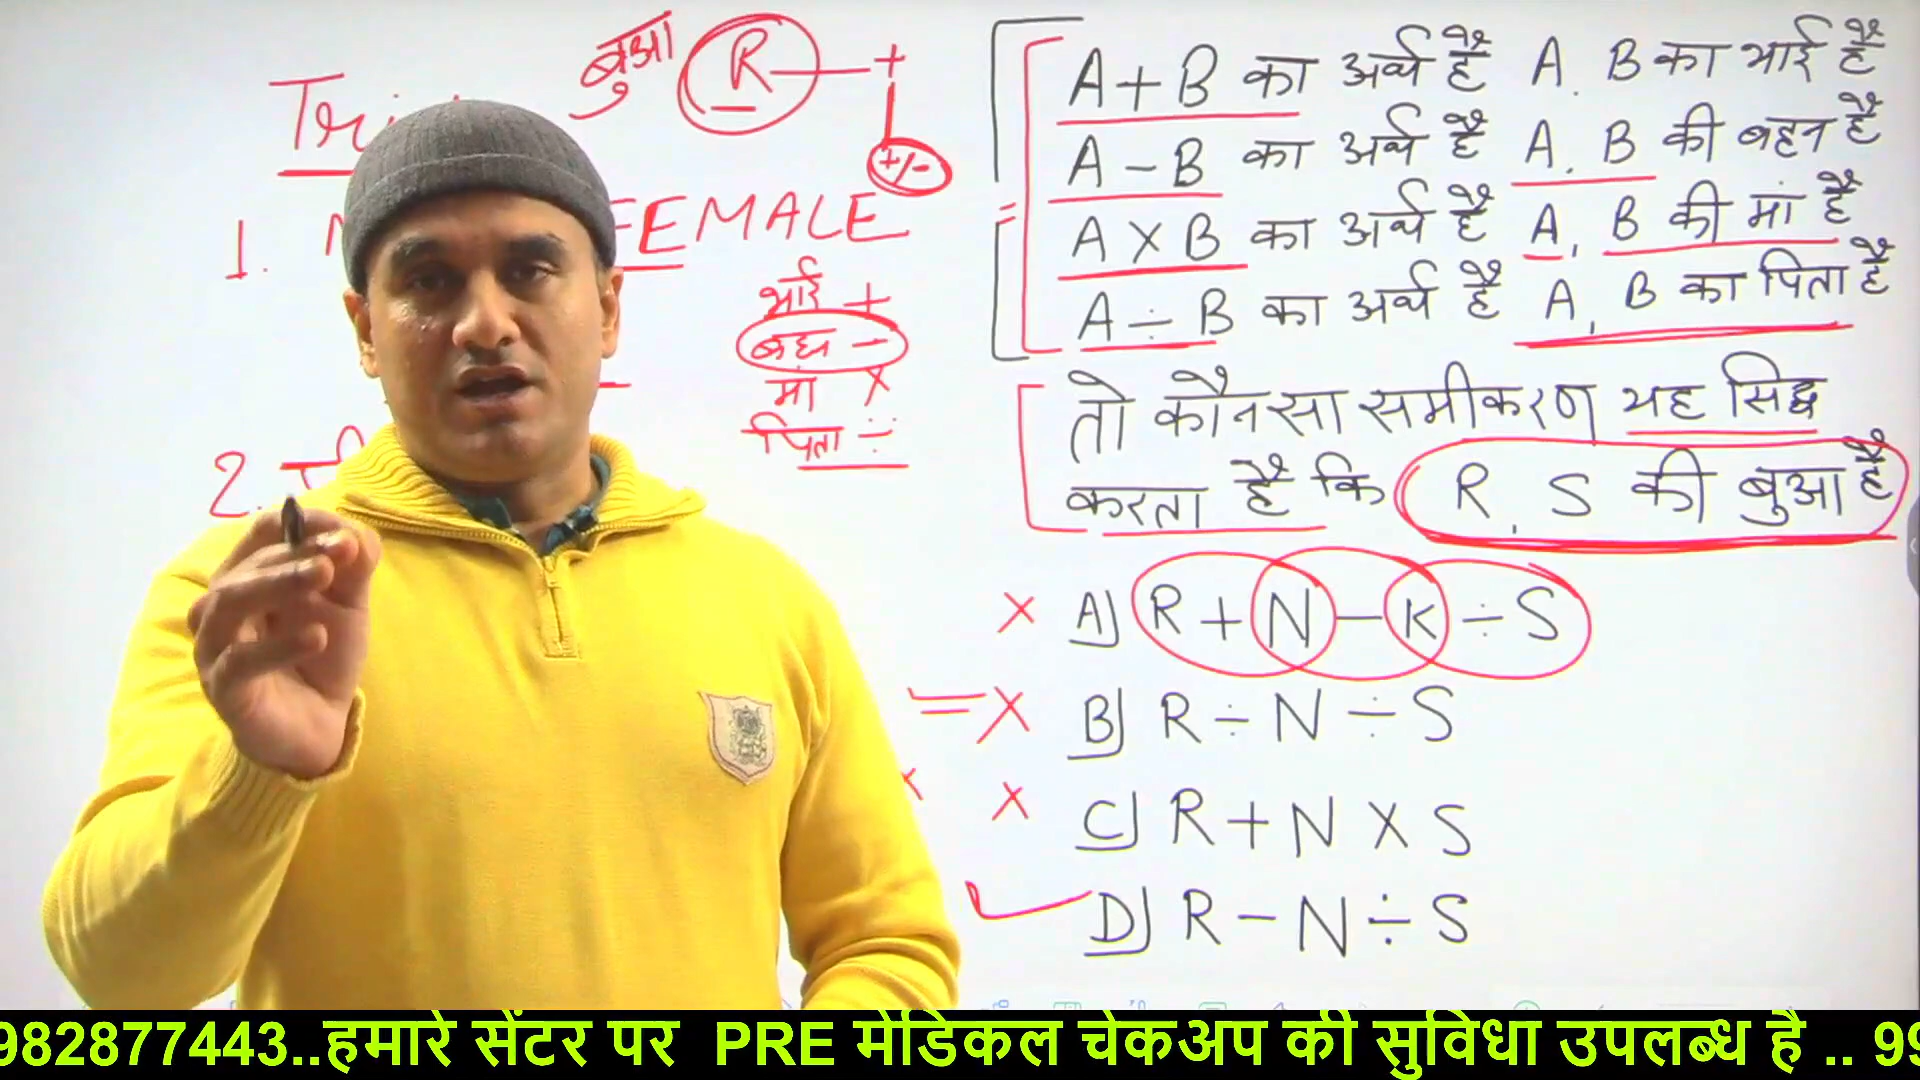 बुआ R +
+/-
1. FEMALE
भाई +
बहन -
मां X
पिता ÷
2.
A + B का अर्थ है A, B का भाई है
A - B का अर्थ है A, B की बहन है
A X B का अर्थ है A, B की मां है
A ÷ B का अर्थ है A, B का पिता है
तो कौनसा समीकरण यह सिद्ध
करता है कि R, S की बुआ है
X A) R + N - K ÷ S
X B) R ÷ N ÷ S
X C) R + N X S
D) R - N ÷ S
982877443..हमारे सेंटर पर PRE मेडिकल चेकअप की सुविधा उपलब्ध है .. 99